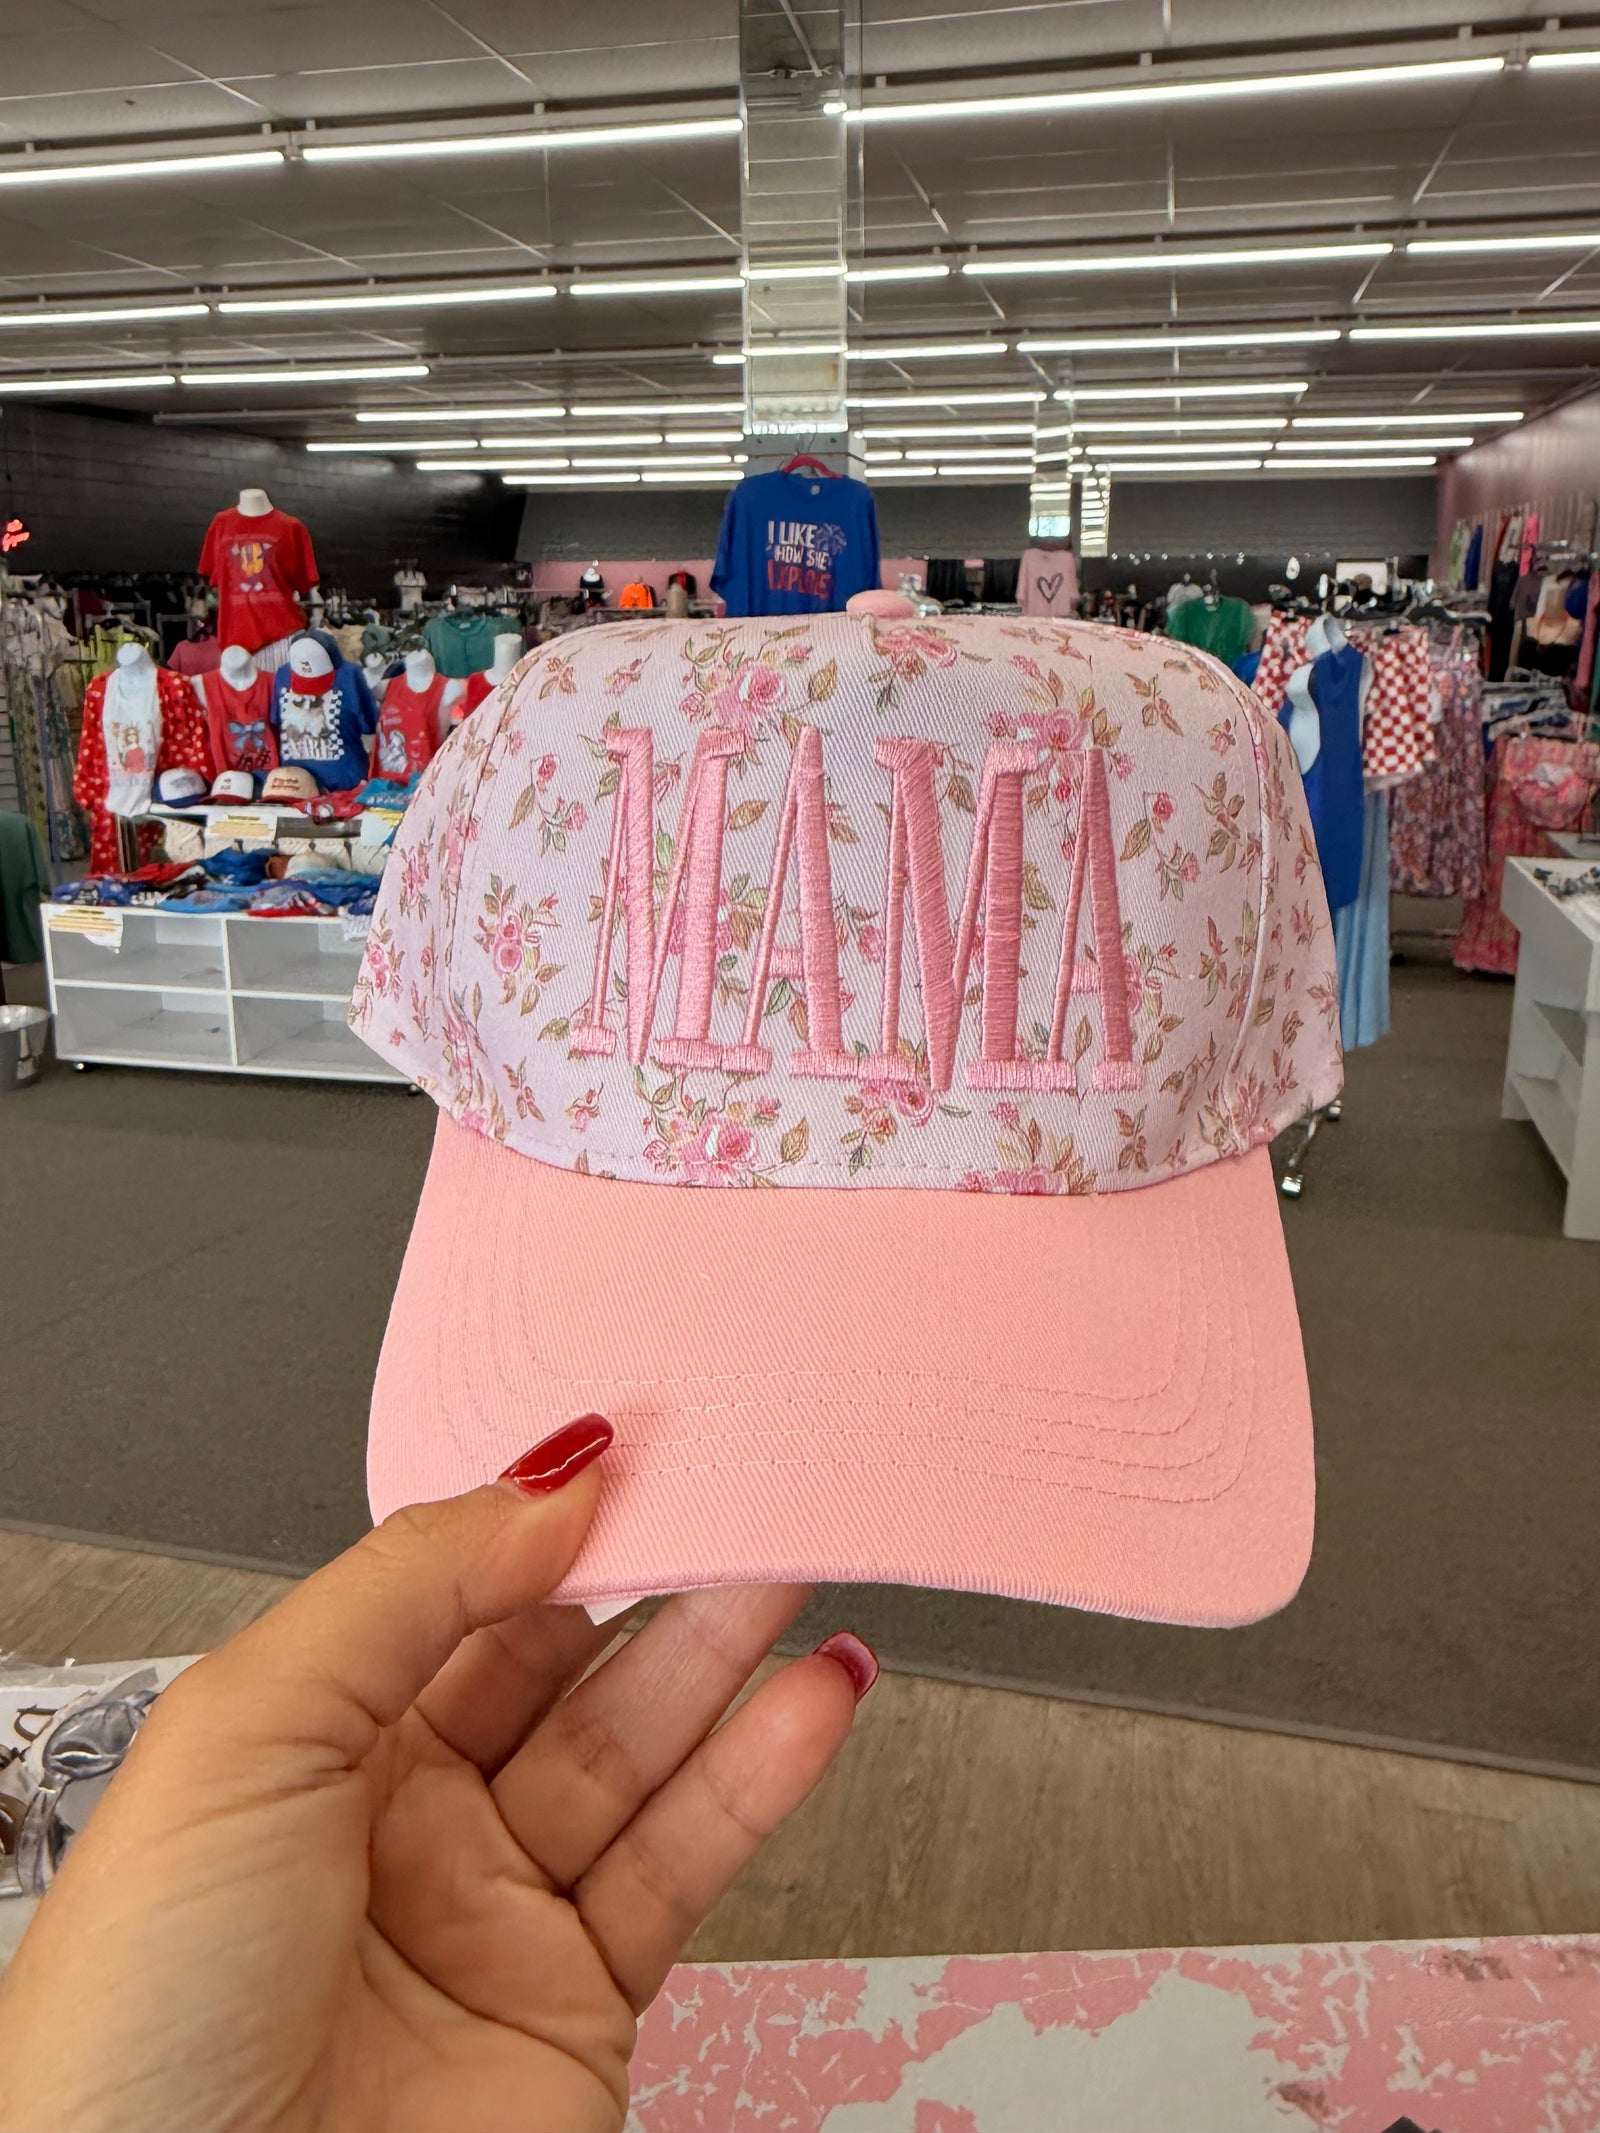 I LIKE
HOW SHE
EXPLODE
MAMA